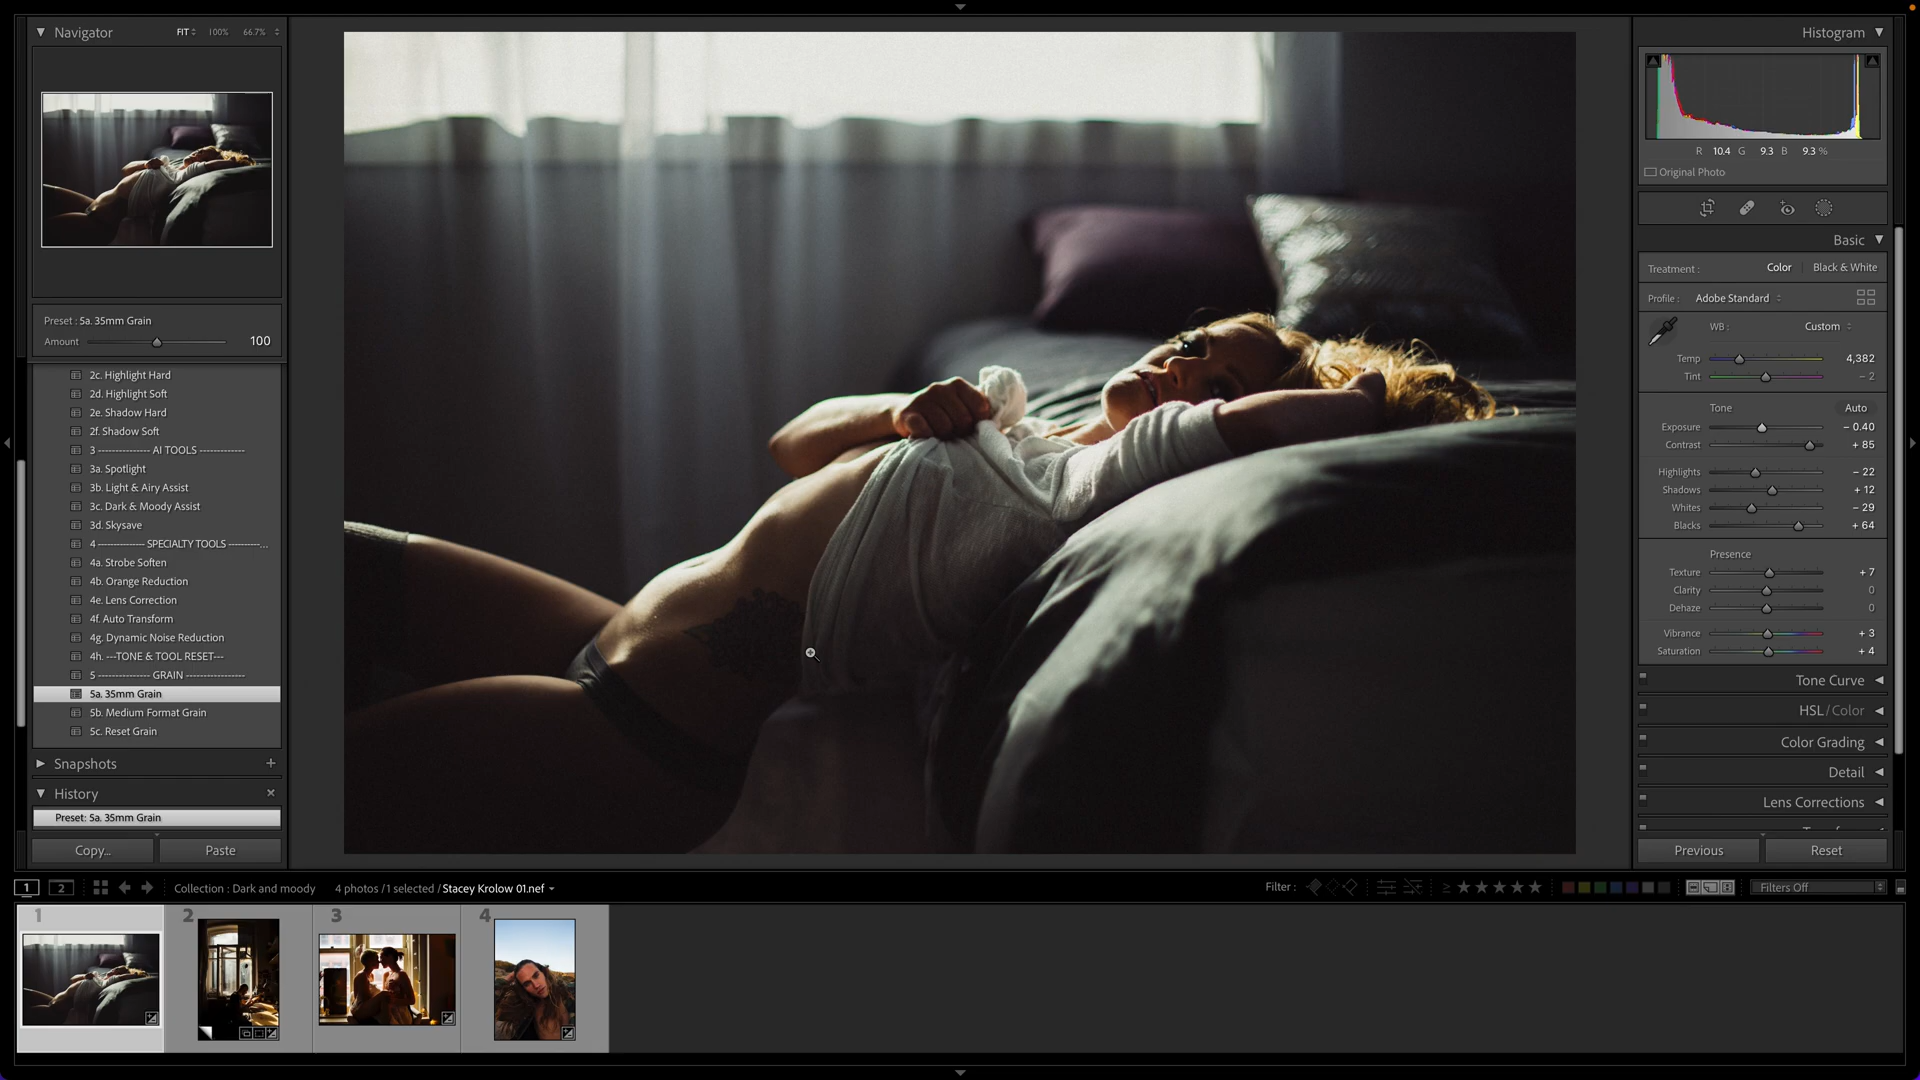 Navigator FIT 100% 66.7%
Preset : 5a. 35mm Grain
Amount 100
2c. Highlight Hard
2d. Highlight Soft
2e. Shadow Hard
2f. Shadow Soft
3 --------------- AI TOOLS -------------
3a. Spotlight
3b. Light & Airy Assist
3c. Dark & Moody Assist
3d. Skysave
4 -------------- SPECIALTY TOOLS ----------...
4a. Strobe Soften
4b. Orange Reduction
4e. Lens Correction
4f. Auto Transform
4g. Dynamic Noise Reduction
4h. ---TONE & TOOL RESET---
5 --------------- GRAIN -----------------
5a. 35mm Grain
5b. Medium Format Grain
5c. Reset Grain
Snapshots +
History ×
Preset: 5a. 35mm Grain
Copy... Paste
Histogram
R 10.4 G 9.3 B 9.3 %
Original Photo
Basic
Treatment : Color Black & White
Profile : Adobe Standard
WB : Custom
Temp 4,382
Tint – 2
Tone Auto
Exposure – 0.40
Contrast + 85
Highlights – 22
Shadows + 12
Whites – 29
Blacks + 64
Presence
Texture + 7
Clarity 0
Dehaze 0
Vibrance + 3
Saturation + 4
Tone Curve
HSL / Color
Color Grading
Detail
Lens Corrections
Previous Reset
1 2 Collection : Dark and moody 4 photos /1 selected /Stacey Krolow 01.nef Filter : ≥ ★ ★ ★ ★ ★ Filters Off
1 2 3 4